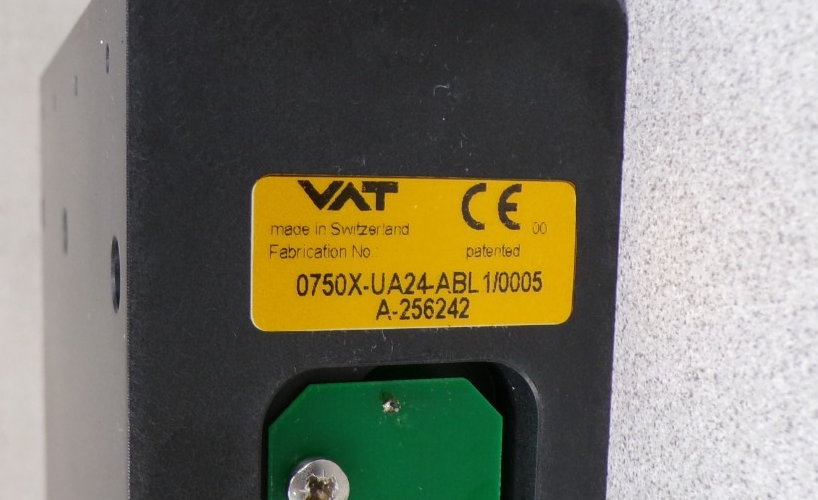 VAT CE 00
made in Switzerland
Fabrication No.: patented
0750X-UA24-ABL1/0005
A-256242